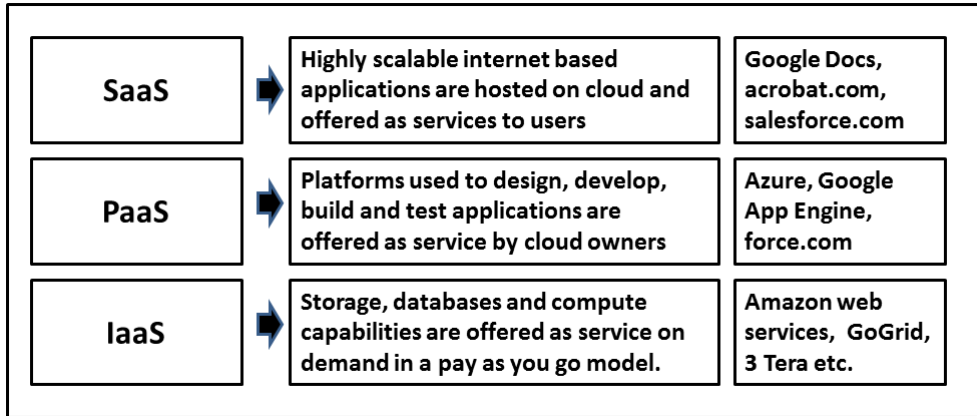 SaaS
Highly scalable internet based
applications are hosted on cloud and
offered as services to users
Google Docs,
acrobat.com,
salesforce.com
PaaS
Platforms used to design, develop,
build and test applications are
offered as service by cloud owners
Azure, Google
App Engine,
force.com
IaaS
Storage, databases and compute
capabilities are offered as service on
demand in a pay as you go model.
Amazon web
services,  GoGrid,
3 Tera etc.